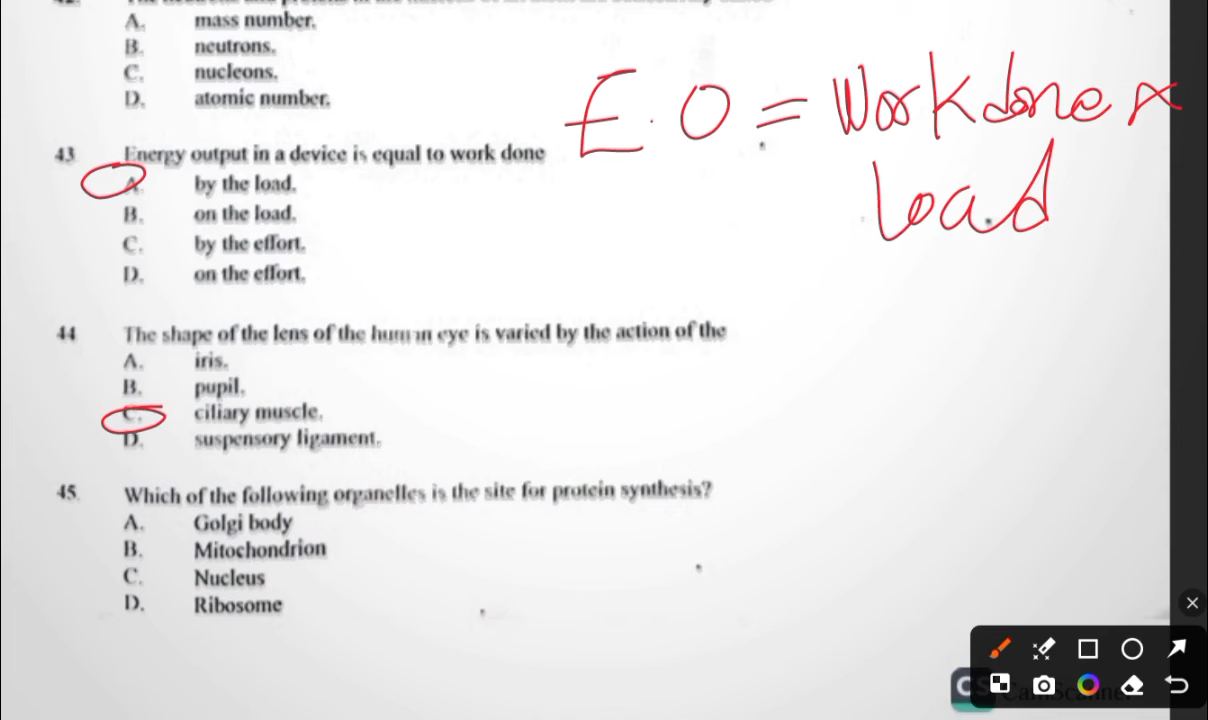 A. mass number.
B. neutrons.
C. nucleons.
D. atomic number.
E.O = Workdone x
load
43 Energy output in a device is equal to work done
A. by the load.
B. on the load.
C. by the effort.
D. on the effort.
44 The shape of the lens of the human eye is varied by the action of the
A. iris.
B. pupil.
C. ciliary muscle.
D. suspensory ligament.
45. Which of the following organelles is the site for protein synthesis?
A. Golgi body
B. Mitochondrion
C. Nucleus
D. Ribosome
CS CamScanner